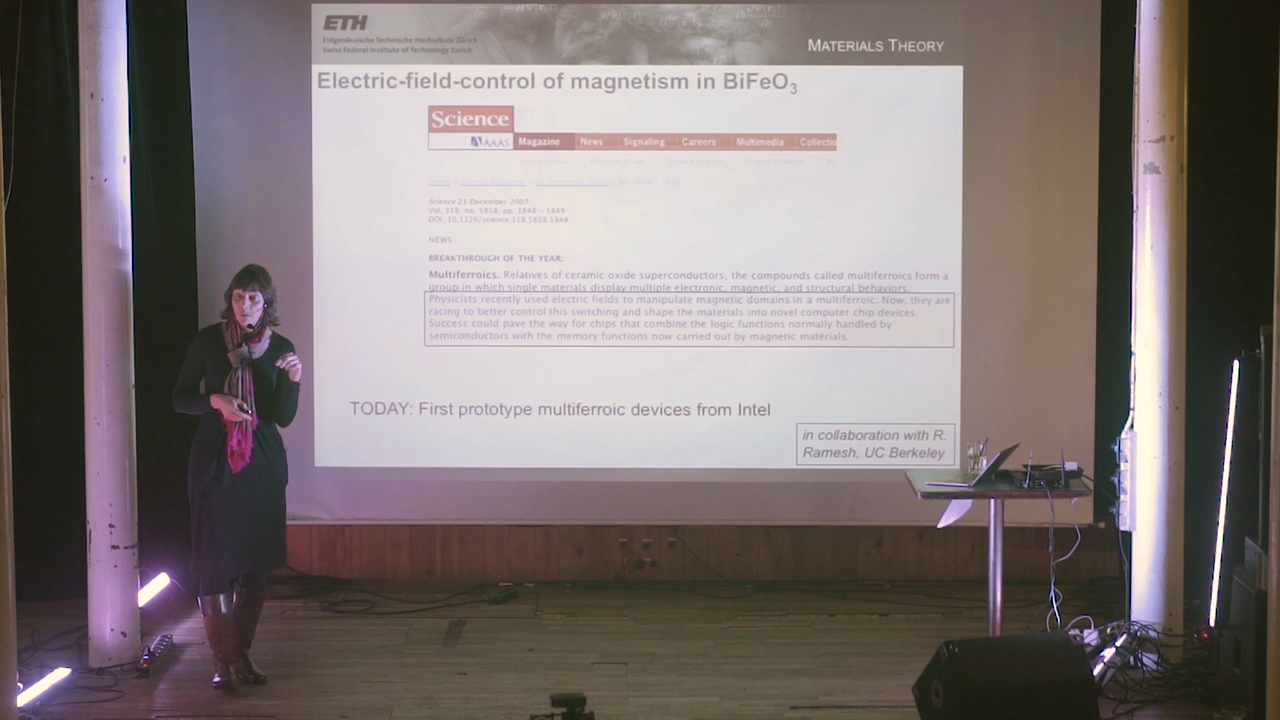 ETH
Eidgenössische Technische Hochschule Zürich
Swiss Federal Institute of Technology Zurich
MATERIALS THEORY
Electric-field-control of magnetism in BiFeO3
Science
AAAS
Magazine News Signaling Careers Multimedia Collectio
Science 21 December 2007:
Vol. 318. no. 5858, pp. 1848 – 1849
DOI: 10.1126/science.318.5858.1848
NEWS
BREAKTHROUGH OF THE YEAR:
Multiferroics. Relatives of ceramic oxide superconductors, the compounds called multiferroics form a
group in which single materials display multiple electronic, magnetic, and structural behaviors.
Physicists recently used electric fields to manipulate magnetic domains in a multiferroic. Now, they are
racing to better control this switching and shape the materials into novel computer chip devices.
Success could pave the way for chips that combine the logic functions normally handled by
semiconductors with the memory functions now carried out by magnetic materials.
TODAY: First prototype multiferroic devices from Intel
in collaboration with R.
Ramesh, UC Berkeley